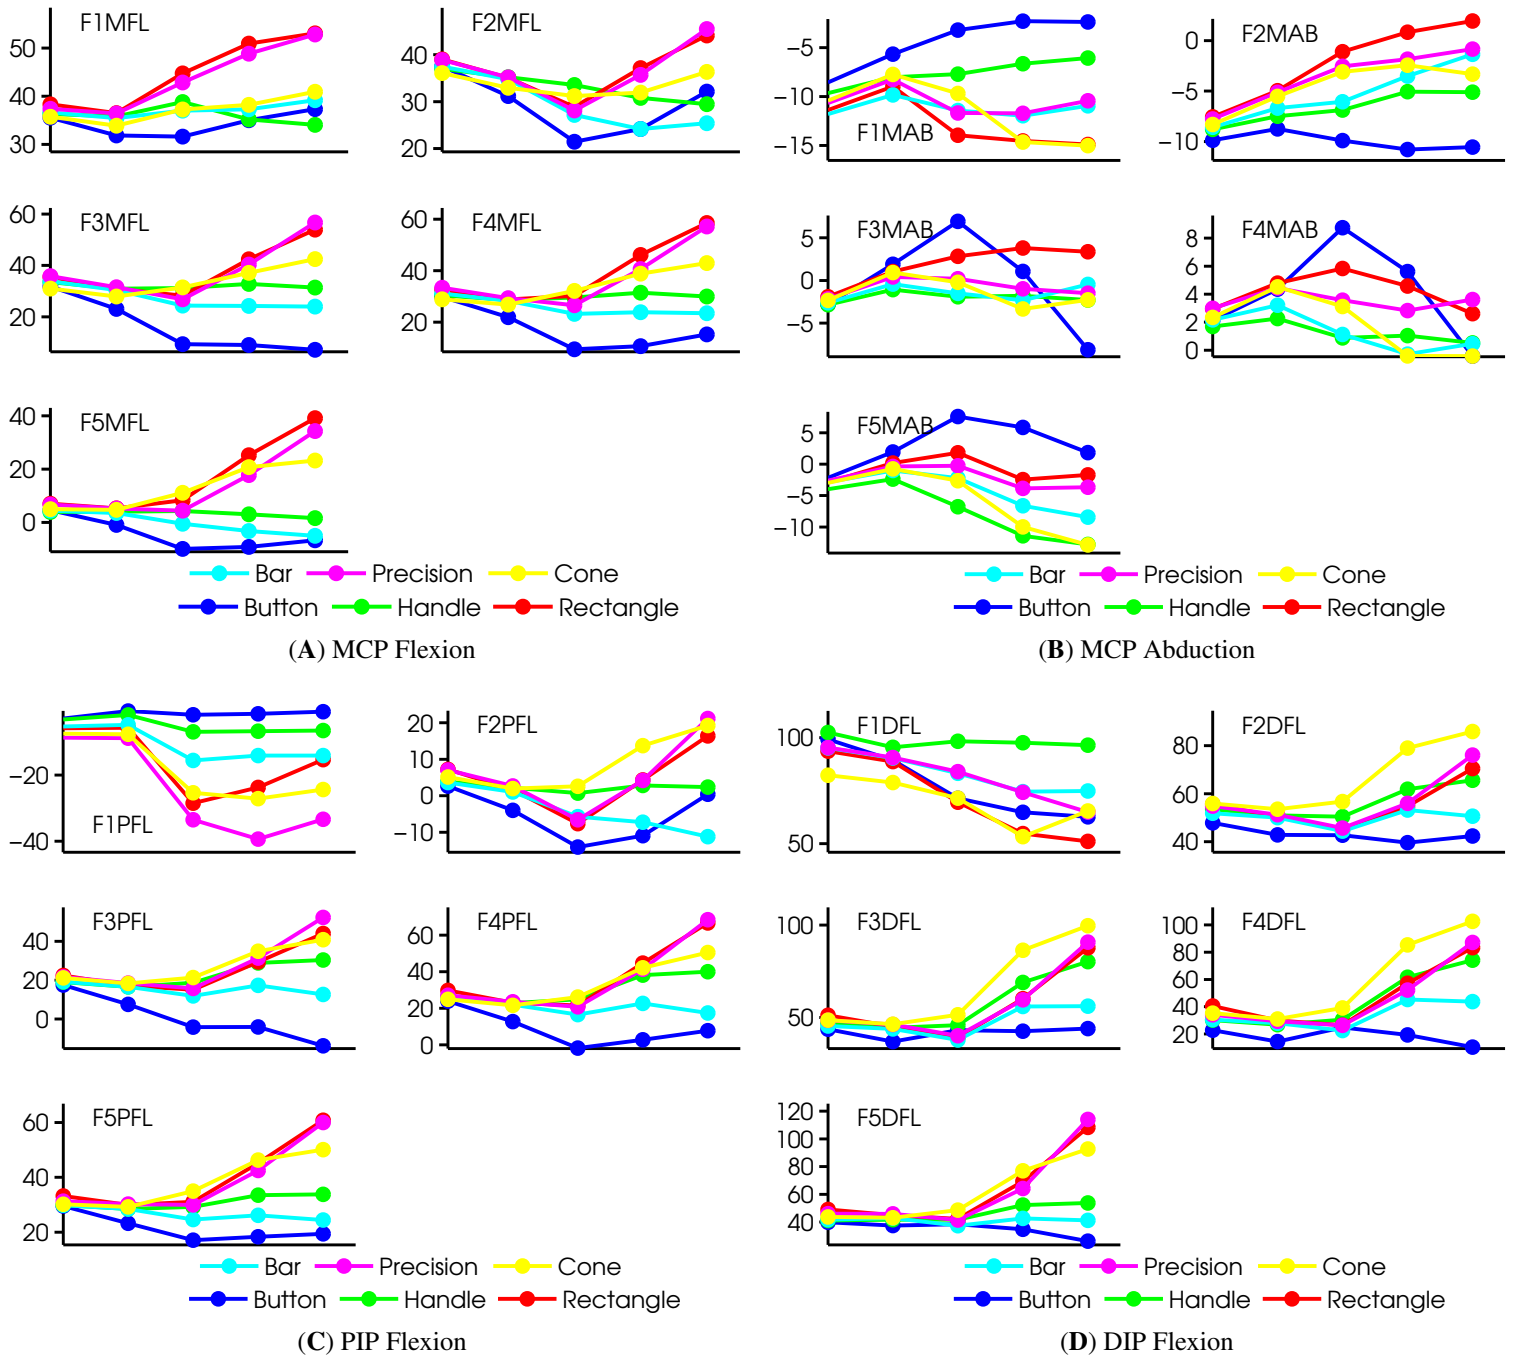 F1MFL
50
40
30
F2MFL
40
30
20
F3MFL
60
40
20
F4MFL
60
40
20
F5MFL
40
20
0
Bar Precision Cone
Button Handle Rectangle
(A) MCP Flexion
F1MAB
−5
−10
−15
F2MAB
0
−5
−10
F3MAB
5
0
−5
F4MAB
8
6
4
2
0
F5MAB
5
0
−5
−10
Bar Precision Cone
Button Handle Rectangle
(B) MCP Abduction
−20
−40
F1PFL
F2PFL
20
10
0
−10
F3PFL
40
20
0
F4PFL
60
40
20
0
F5PFL
60
40
20
Bar Precision Cone
Button Handle Rectangle
(C) PIP Flexion
F1DFL
100
50
F2DFL
80
60
40
F3DFL
100
50
F4DFL
100
80
60
40
20
F5DFL
120
100
80
60
40
Bar Precision Cone
Button Handle Rectangle
(D) DIP Flexion